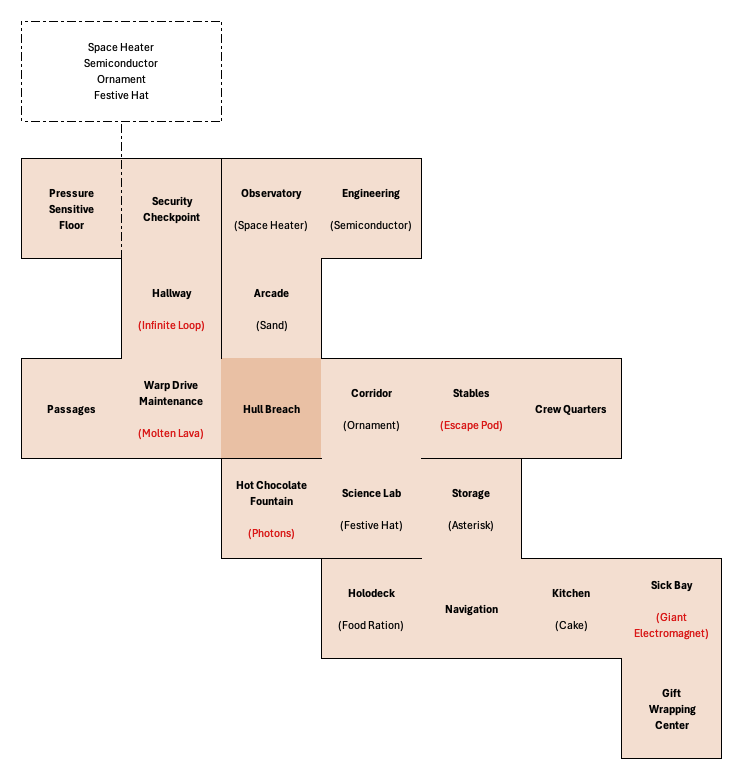 Space Heater
Semiconductor
Ornament
Festive Hat
Pressure
Sensitive
Floor
Security
Checkpoint
Observatory
(Space Heater)
Engineering
(Semiconductor)
Hallway
(Infinite Loop)
Arcade
(Sand)
Passages
Warp Drive
Maintenance
(Molten Lava)
Hull Breach
Corridor
(Ornament)
Stables
(Escape Pod)
Crew Quarters
Hot Chocolate
Fountain
(Photons)
Science Lab
(Festive Hat)
Storage
(Asterisk)
Holodeck
(Food Ration)
Navigation
Kitchen
(Cake)
Sick Bay
(Giant
Electromagnet)
Gift
Wrapping
Center